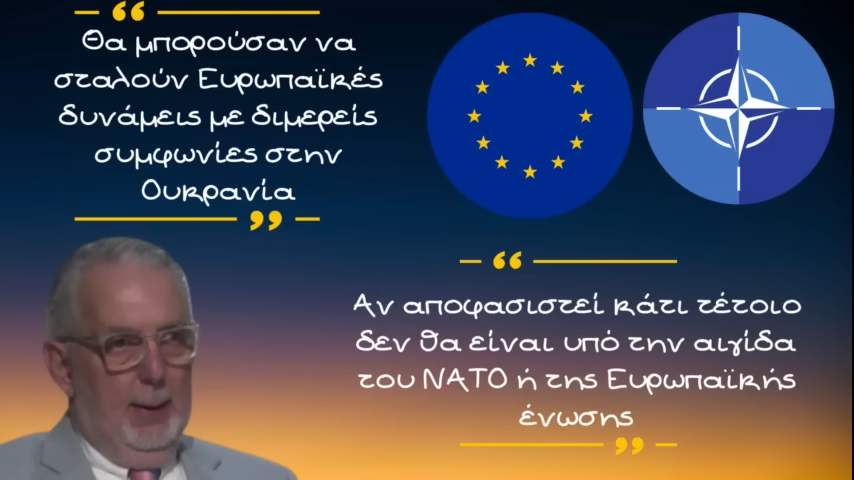 Θα μπορούσαν να
σταλούν Ευρωπαϊκές
δυνάμεις με διμερείς
συμφωνίες στην
Ουκρανία
Αν αποφασιστεί κάτι τέτοιο
δεν θα είναι υπό την αιγίδα
του ΝΑΤΟ ή της Ευρωπαϊκής
ένωσης